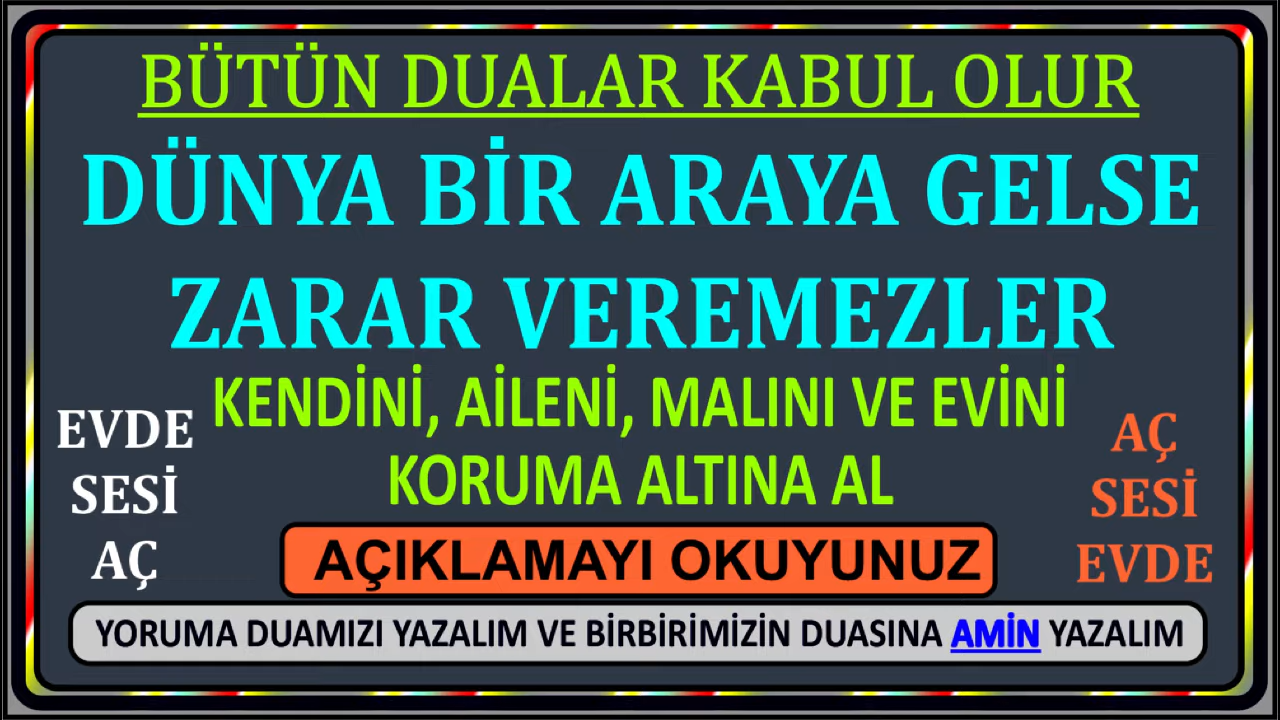 BÜTÜN DUALAR KABUL OLUR
DÜNYA BİR ARAYA GELSE
ZARAR VEREMEZLER
KENDİNİ, AİLENİ, MALINI VE EVİNİ
KORUMA ALTINA AL
EVDE
SESİ
AÇ
AÇ
SESİ
EVDE
AÇIKLAMAYI OKUYUNUZ
YORUMA DUAMIZI YAZALIM VE BİRBİRİMİZİN DUASINA AMİN YAZALIM